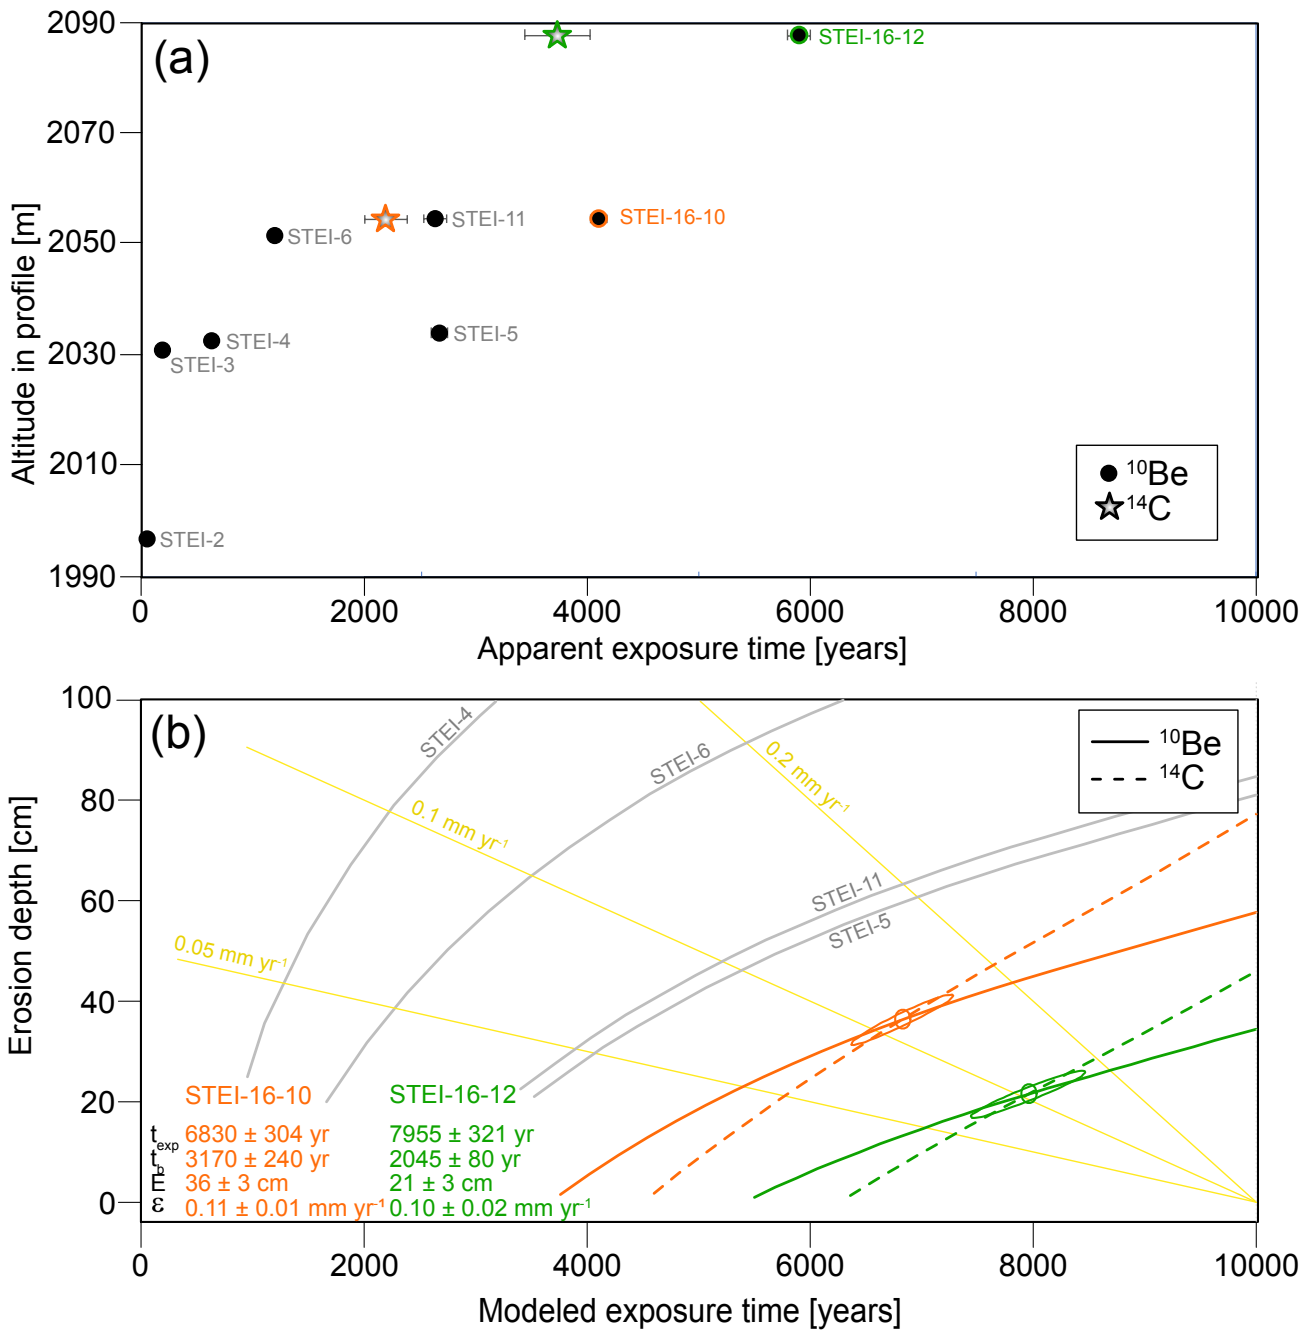 2090
2070
2050
2030
2010
1990
Altitude in profile [m]
(a)
STEI-16-12
STEI-11
STEI-16-10
STEI-6
STEI-5
STEI-4
STEI-3
STEI-2
¹⁰Be
¹⁴C
0 2000 4000 6000 8000 10000
Apparent exposure time [years]
100
80
60
40
20
0
Erosion depth [cm]
(b)
STEI-4
STEI-6
0.2 mm yr⁻¹
0.1 mm yr⁻¹
0.05 mm yr⁻¹
STEI-11
STEI-5
¹⁰Be
¹⁴C
STEI-16-10 STEI-16-12
t_exp 6830 ± 304 yr 7955 ± 321 yr
t_b 3170 ± 240 yr 2045 ± 80 yr
E 36 ± 3 cm 21 ± 3 cm
ε 0.11 ± 0.01 mm yr⁻¹ 0.10 ± 0.02 mm yr⁻¹
0 2000 4000 6000 8000 10000
Modeled exposure time [years]